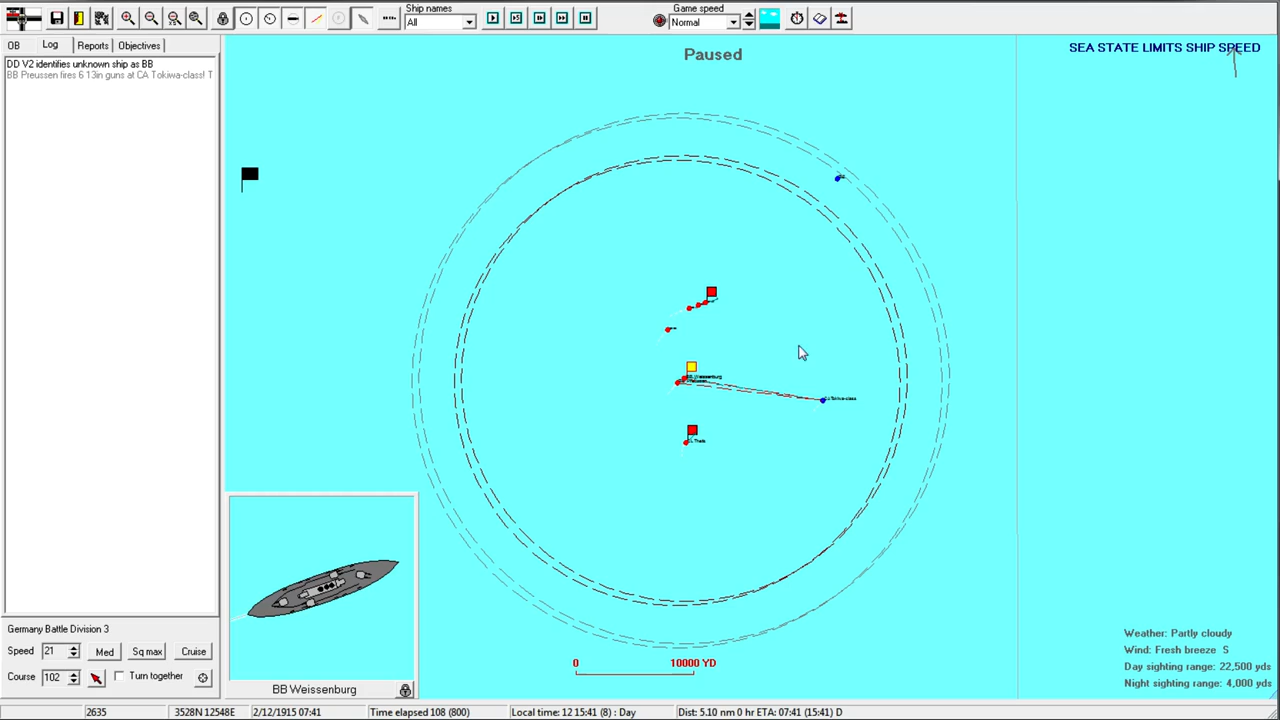 Ship names
All
Game speed
Normal
OB
Log
Reports
Objectives
DD V2 identifies unknown ship as BB
BB Preussen fires 6 13in guns at CA Tokiwa-class! T
Paused
SEA STATE LIMITS SHIP SPEED
BB Weissenburg
CA Tokiwa-class
Germany Battle Division 3
Speed
21
Med
Sq max
Cruise
Course
102
Turn together
BB Weissenburg
0
10000 YD
Weather: Partly cloudy
Wind: Fresh breeze S
Day sighting range: 22,500 yds
Night sighting range: 4,000 yds
2635
3528N 12548E
2/12/1915 07:41
Time elapsed 108 (800)
Local time: 12 15:41 (8) : Day
Dist: 5.10 nm 0 hr ETA: 07:41 (15:41) D